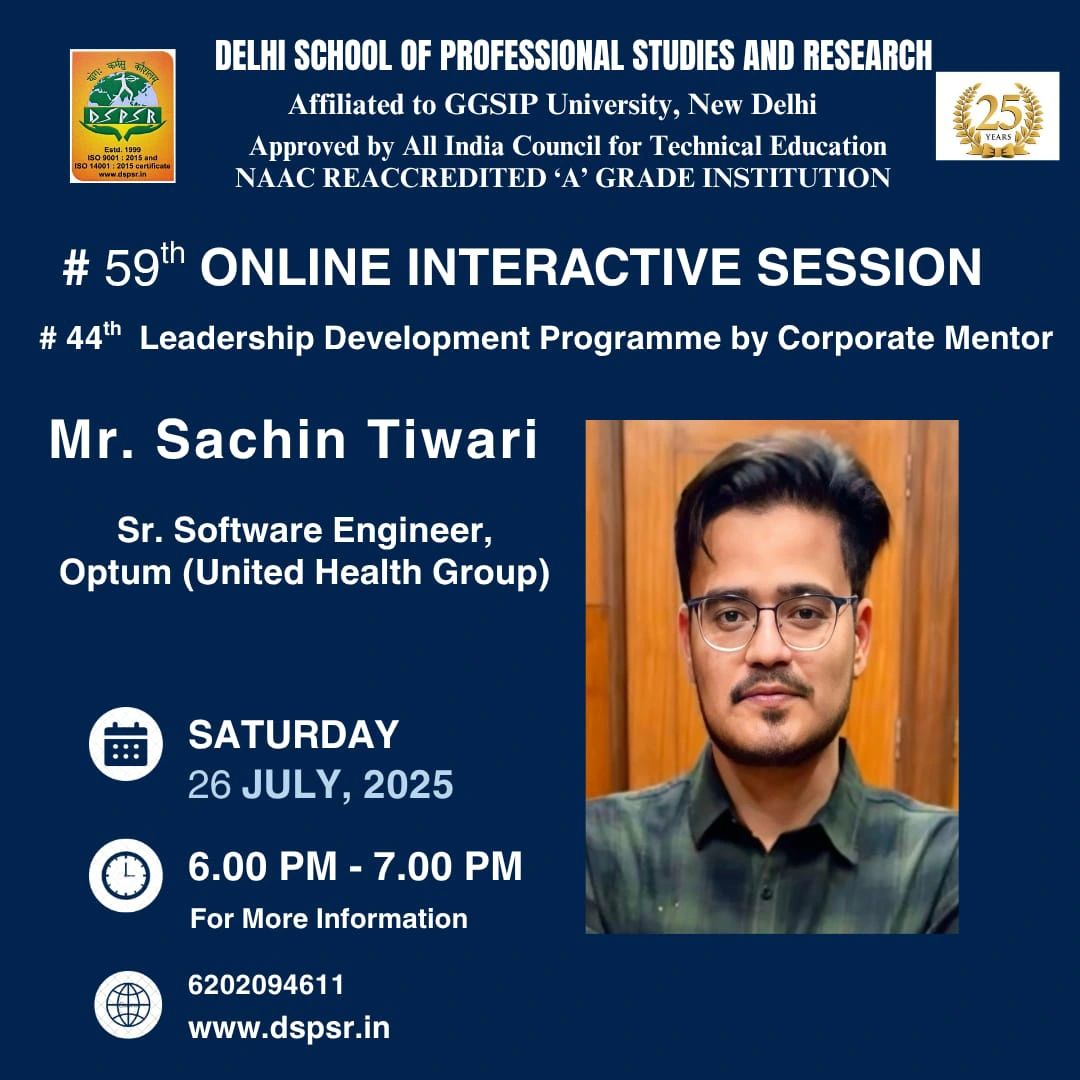 DELHI SCHOOL OF PROFESSIONAL STUDIES AND RESEARCH
Affiliated to GGSIP University, New Delhi
Approved by All India Council for Technical Education
NAAC REACCREDITED ‘A’ GRADE INSTITUTION
योगः कर्मसु कौशलम्
DSPSR
Estd. 1999
ISO 9001 : 2015 and
ISO 14001 : 2015 certificate
www.dspsr.in
25
YEARS
# 59th ONLINE INTERACTIVE SESSION
# 44th Leadership Development Programme by Corporate Mentor
Mr. Sachin Tiwari
Sr. Software Engineer,
Optum (United Health Group)
SATURDAY
26 JULY, 2025
6.00 PM - 7.00 PM
For More Information
6202094611
www.dspsr.in